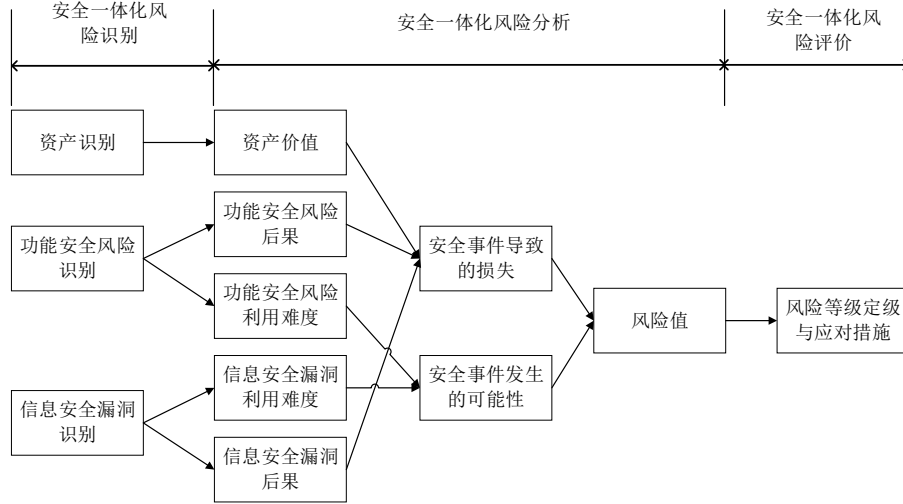 安全一体化风
险识别
安全一体化风险分析
安全一体化风
险评价
资产识别
资产价值
功能安全风险
识别
功能安全风险
后果
功能安全风险
利用难度
信息安全漏洞
识别
信息安全漏洞
利用难度
信息安全漏洞
后果
安全事件导致
的损失
安全事件发生
的可能性
风险值
风险等级定级
与应对措施